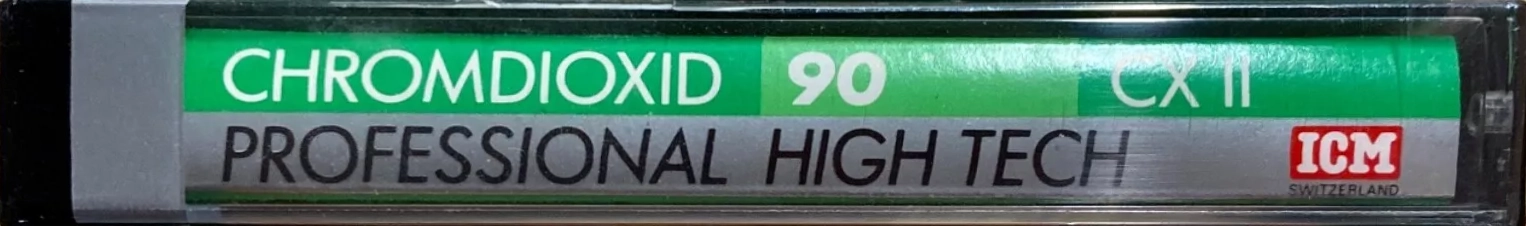 CHROMDIOXID 90 CX II
PROFESSIONAL HIGH TECH
ICM
SWITZERLAND